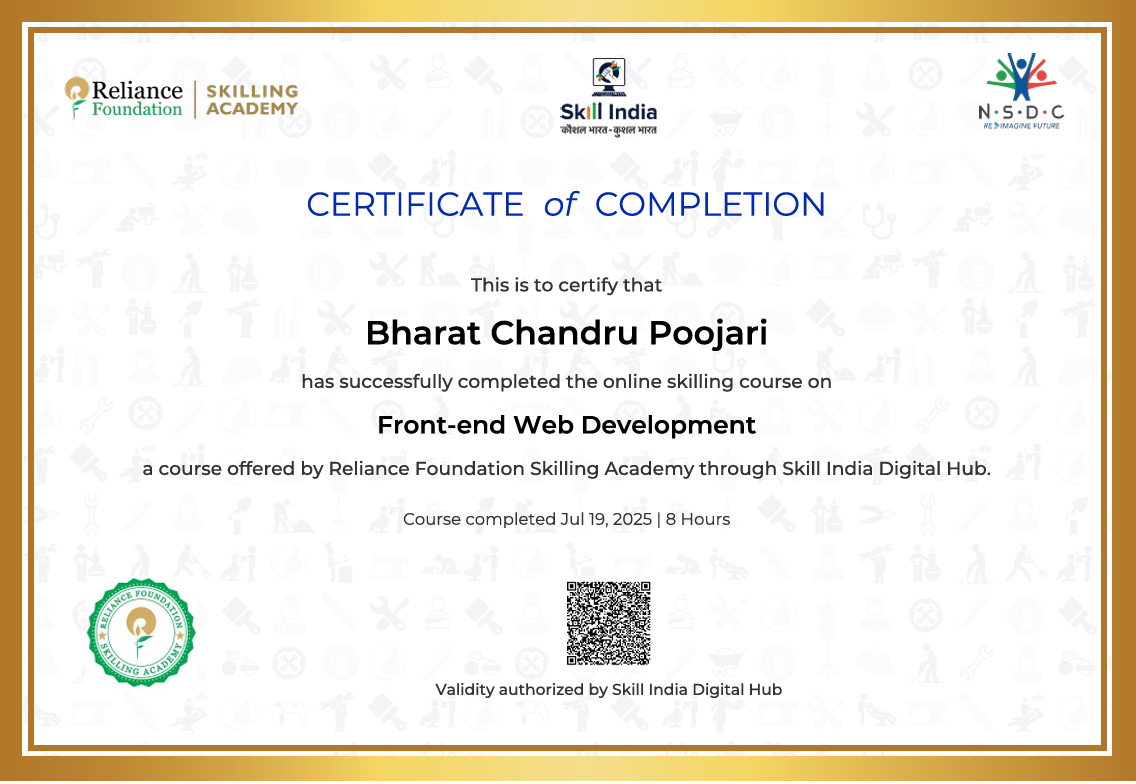 Reliance Foundation | SKILLING ACADEMY
Skill India
कौशल भारत - कुशल भारत
N·S·D·C
RE IMAGINE FUTURE
CERTIFICATE of COMPLETION
This is to certify that
Bharat Chandru Poojari
has successfully completed the online skilling course on
Front-end Web Development
a course offered by Reliance Foundation Skilling Academy through Skill India Digital Hub.
Course completed Jul 19, 2025 | 8 Hours
RELIANCE FOUNDATION
SKILLING ACADEMY
Validity authorized by Skill India Digital Hub